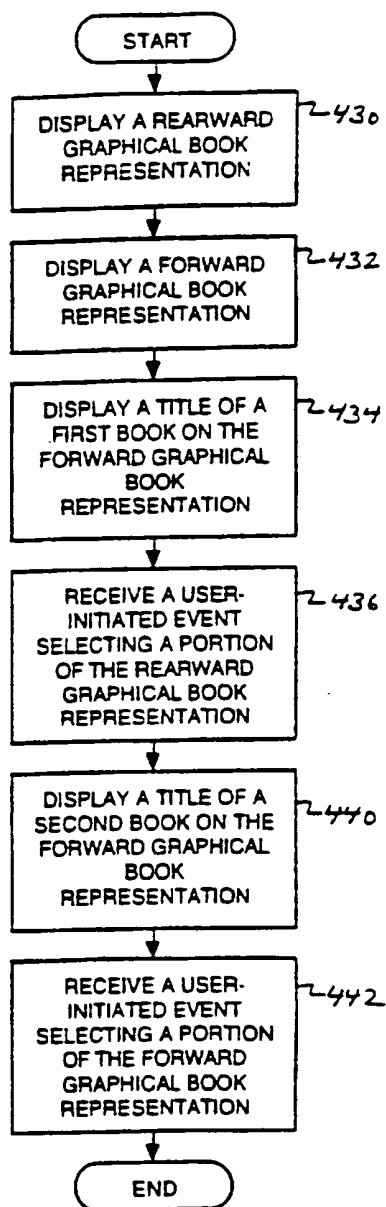 START
DISPLAY A REARWARD
GRAPHICAL BOOK
REPRESENTATION
430
DISPLAY A FORWARD
GRAPHICAL BOOK
REPRESENTATION
432
DISPLAY A TITLE OF A
FIRST BOOK ON THE
FORWARD GRAPHICAL
BOOK
REPRESENTATION
434
RECEIVE A USER-
INITIATED EVENT
SELECTING A PORTION
OF THE REARWARD
GRAPHICAL BOOK
REPRESENTATION
436
DISPLAY A TITLE OF A
SECOND BOOK ON THE
FORWARD GRAPHICAL
BOOK
REPRESENTATION
440
RECEIVE A USER-
INITIATED EVENT
SELECTING A PORTION
OF THE FORWARD
GRAPHICAL BOOK
REPRESENTATION
442
END